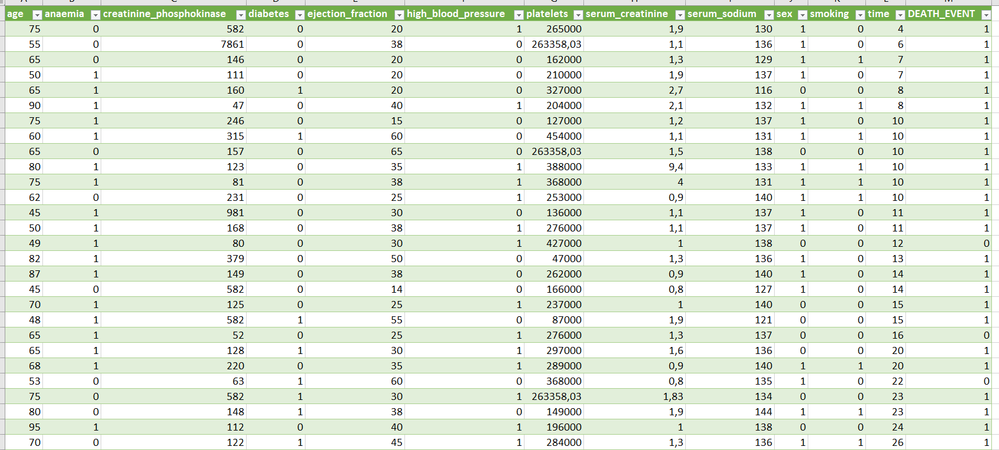 age anaemia creatinine_phosphokinase diabetes ejection_fraction high_blood_pressure platelets serum_creatinine serum_sodium sex smoking time DEATH_EVENT
75 0 582 0 20 1 265000 1,9 130 1 0 4 1
55 0 7861 0 38 0 263358,03 1,1 136 1 0 6 1
65 0 146 0 20 0 162000 1,3 129 1 1 7 1
50 1 111 0 20 0 210000 1,9 137 1 0 7 1
65 1 160 1 20 0 327000 2,7 116 0 0 8 1
90 1 47 0 40 1 204000 2,1 132 1 1 8 1
75 1 246 0 15 0 127000 1,2 137 1 0 10 1
60 1 315 1 60 0 454000 1,1 131 1 1 10 1
65 0 157 0 65 0 263358,03 1,5 138 0 0 10 1
80 1 123 0 35 1 388000 9,4 133 1 1 10 1
75 1 81 0 38 1 368000 4 131 1 1 10 1
62 0 231 0 25 1 253000 0,9 140 1 1 10 1
45 1 981 0 30 0 136000 1,1 137 1 0 11 1
50 1 168 0 38 1 276000 1,1 137 1 0 11 1
49 1 80 0 30 1 427000 1 138 0 0 12 0
82 1 379 0 50 0 47000 1,3 136 1 0 13 1
87 1 149 0 38 0 262000 0,9 140 1 0 14 1
45 0 582 0 14 0 166000 0,8 127 1 0 14 1
70 1 125 0 25 1 237000 1 140 0 0 15 1
48 1 582 1 55 0 87000 1,9 121 0 0 15 1
65 1 52 0 25 1 276000 1,3 137 0 0 16 0
65 1 128 1 30 1 297000 1,6 136 0 0 20 1
68 1 220 0 35 1 289000 0,9 140 1 1 20 1
53 0 63 1 60 0 368000 0,8 135 1 0 22 0
75 0 582 1 30 1 263358,03 1,83 134 0 0 23 1
80 0 148 1 38 0 149000 1,9 144 1 1 23 1
95 1 112 0 40 1 196000 1 138 0 0 24 1
70 0 122 1 45 1 284000 1,3 136 1 1 26 1